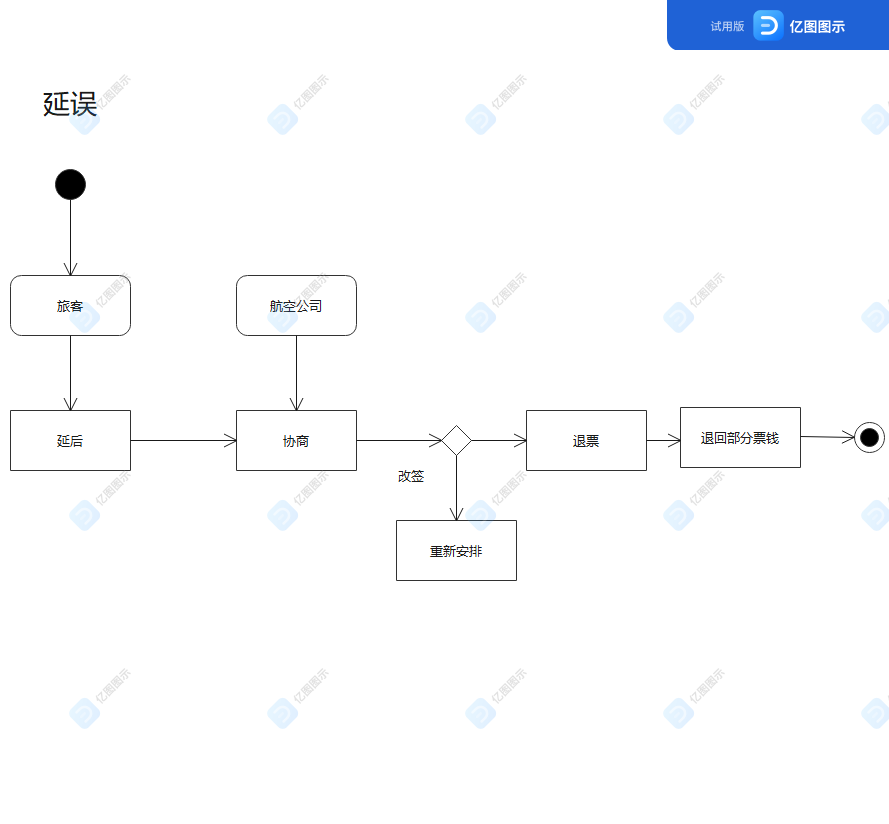 试用版 亿图图示
延误
旅客
航空公司
延后
协商
退票
退回部分票钱
改签
重新安排